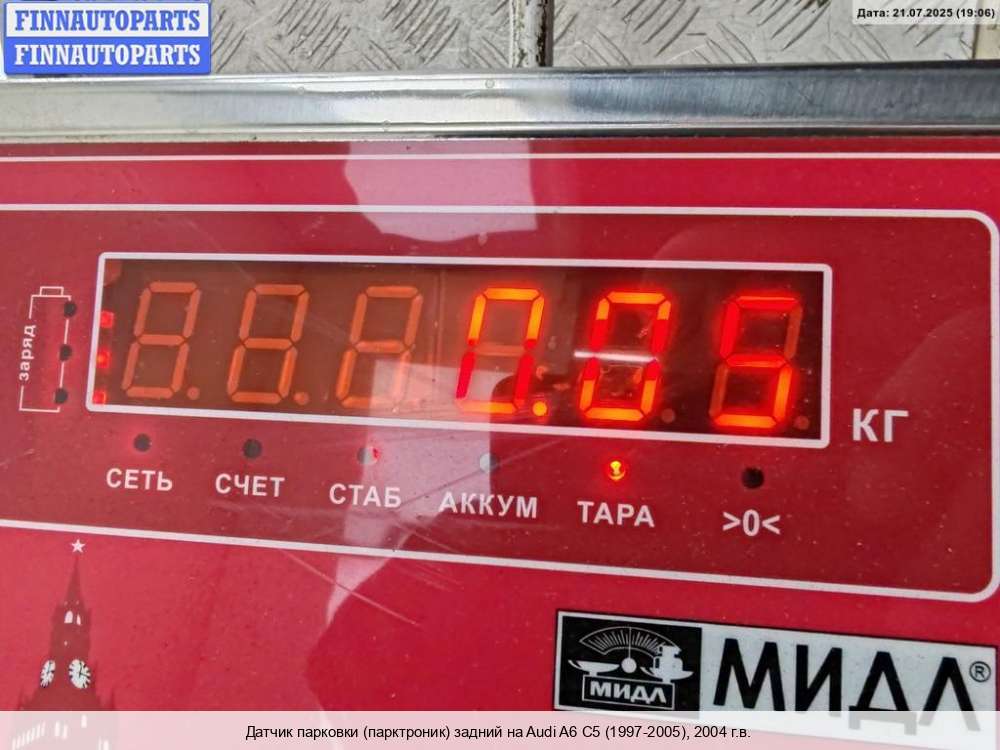 FINNAUTOPARTS
FINNAUTOPARTS
Дата: 21.07.2025 (19:06)
заряд
0.05
КГ
СЕТЬ СЧЕТ СТАБ АККУМ ТАРА >0<
МИДЛ
МИДЛ®
Датчик парковки (парктроник) задний на Audi A6 C5 (1997-2005), 2004 г.в.